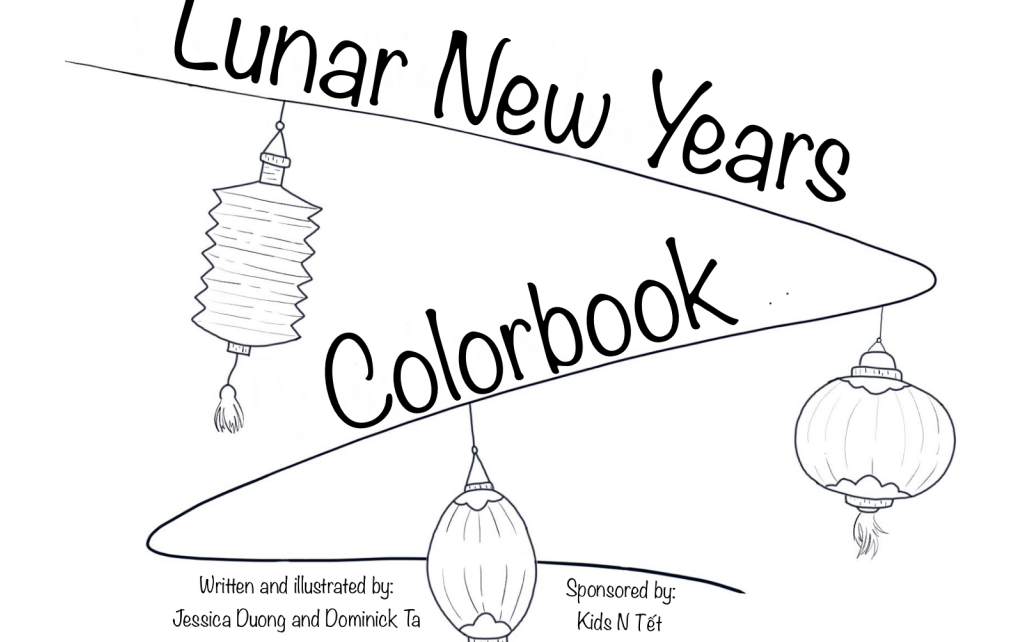 Lunar New Years
Colorbook
Written and illustrated by:
Jessica Duong and Dominick Ta
Sponsored by:
Kids N Tết